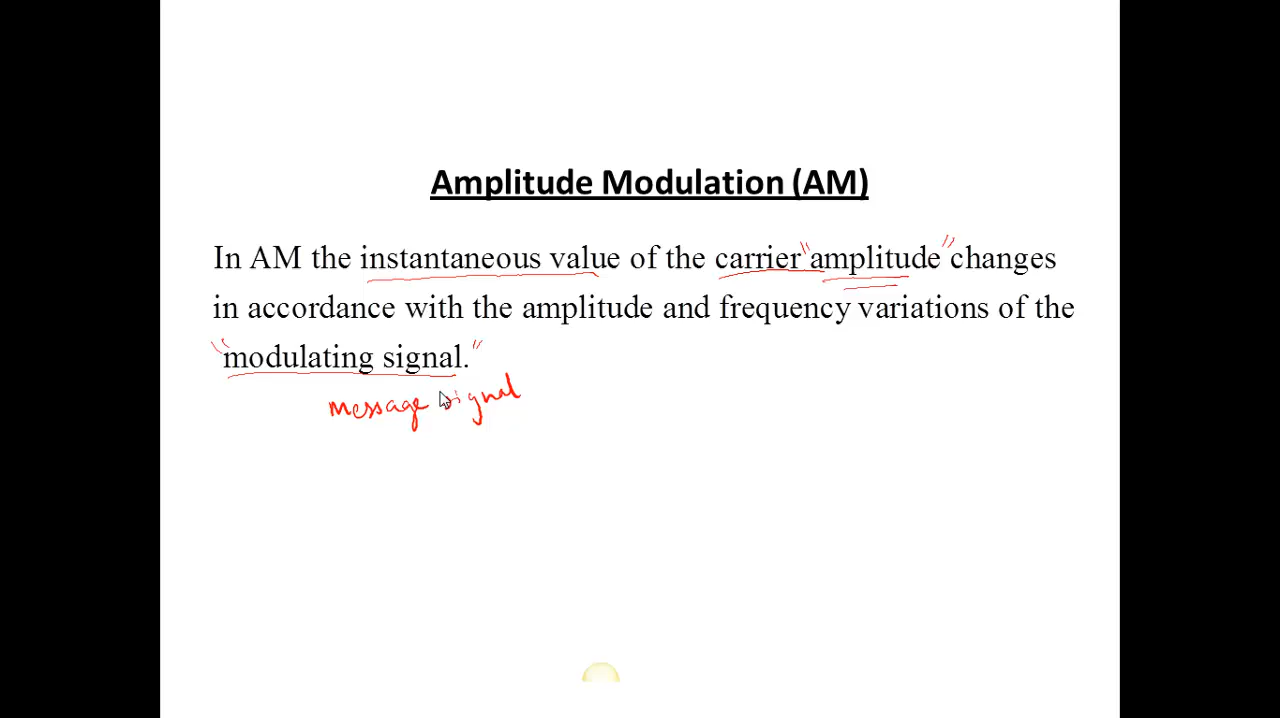 Amplitude Modulation (AM)
In AM the instantaneous value of the carrier "amplitude" changes
in accordance with the amplitude and frequency variations of the
"modulating signal."
message signal